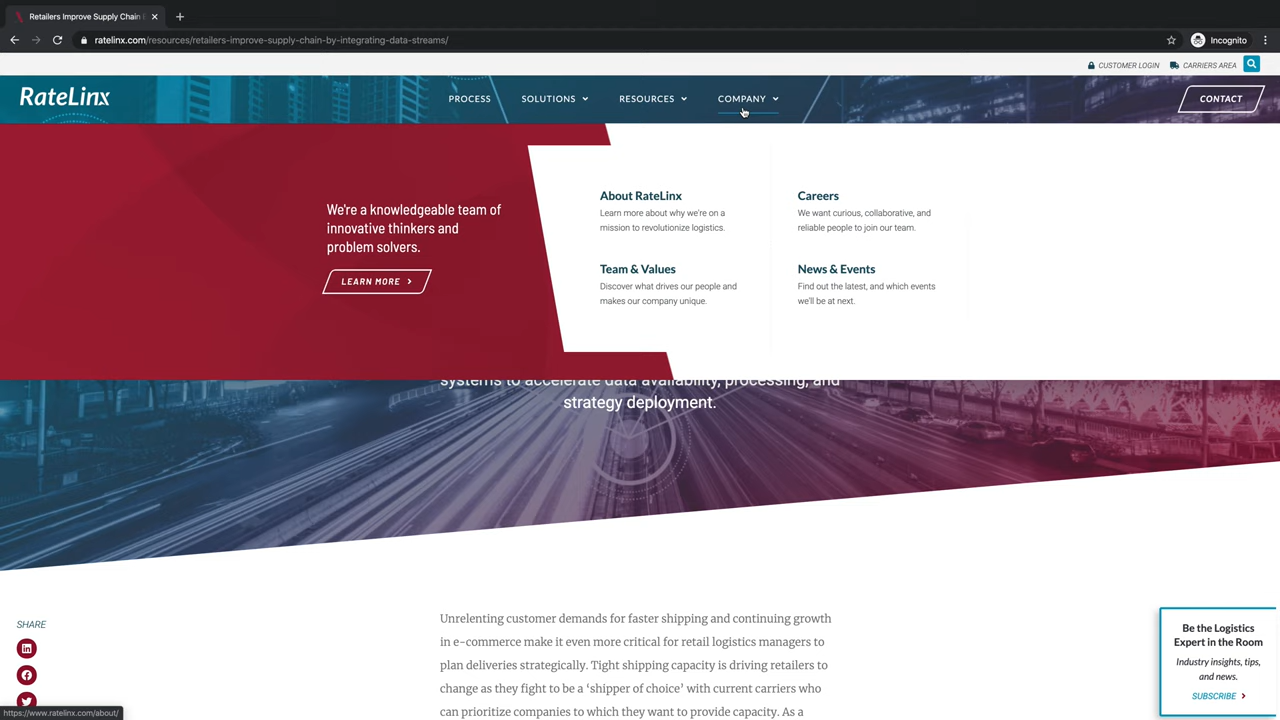 Retailers Improve Supply Chain
ratelinx.com/resources/retailers-improve-supply-chain-by-integrating-data-streams/
Incognito
CUSTOMER LOGIN
CARRIERS AREA
RateLinx
PROCESS
SOLUTIONS
RESOURCES
COMPANY
CONTACT
We're a knowledgeable team of
innovative thinkers and
problem solvers.
LEARN MORE
About RateLinx
Learn more about why we're on a
mission to revolutionize logistics.
Careers
We want curious, collaborative, and
reliable people to join our team.
Team & Values
Discover what drives our people and
makes our company unique.
News & Events
Find out the latest, and which events
we'll be at next.
systems to accelerate data availability, processing, and
strategy deployment.
SHARE
Unrelenting customer demands for faster shipping and continuing growth
in e-commerce make it even more critical for retail logistics managers to
plan deliveries strategically. Tight shipping capacity is driving retailers to
change as they fight to be a ‘shipper of choice’ with current carriers who
can prioritize companies to which they want to provide capacity. As a
Be the Logistics
Expert in the Room
Industry insights, tips,
and news.
SUBSCRIBE
https://www.ratelinx.com/about/